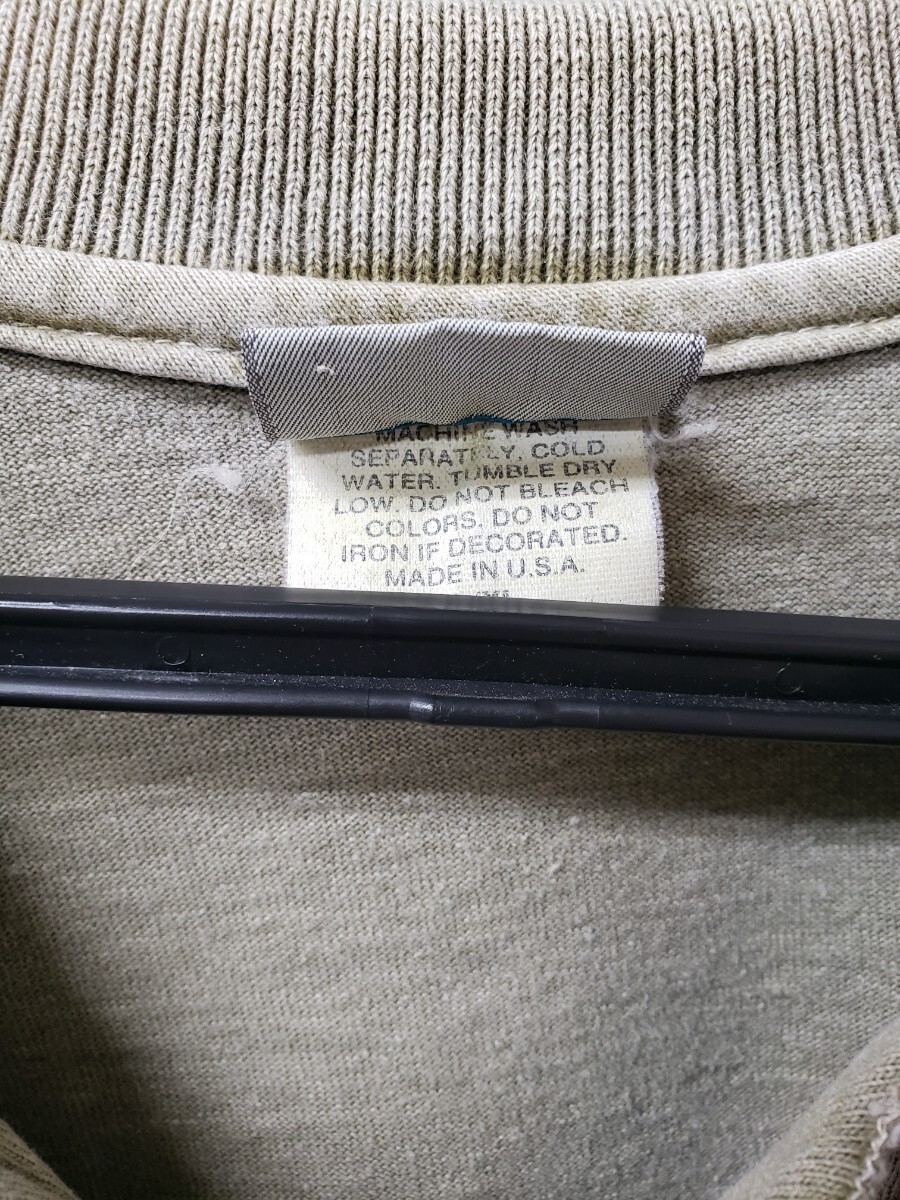 MACHINE WASH
SEPARATELY, COLD
WATER. TUMBLE DRY
LOW. DO NOT BLEACH
COLORS. DO NOT
IRON IF DECORATED.
MADE IN U.S.A.